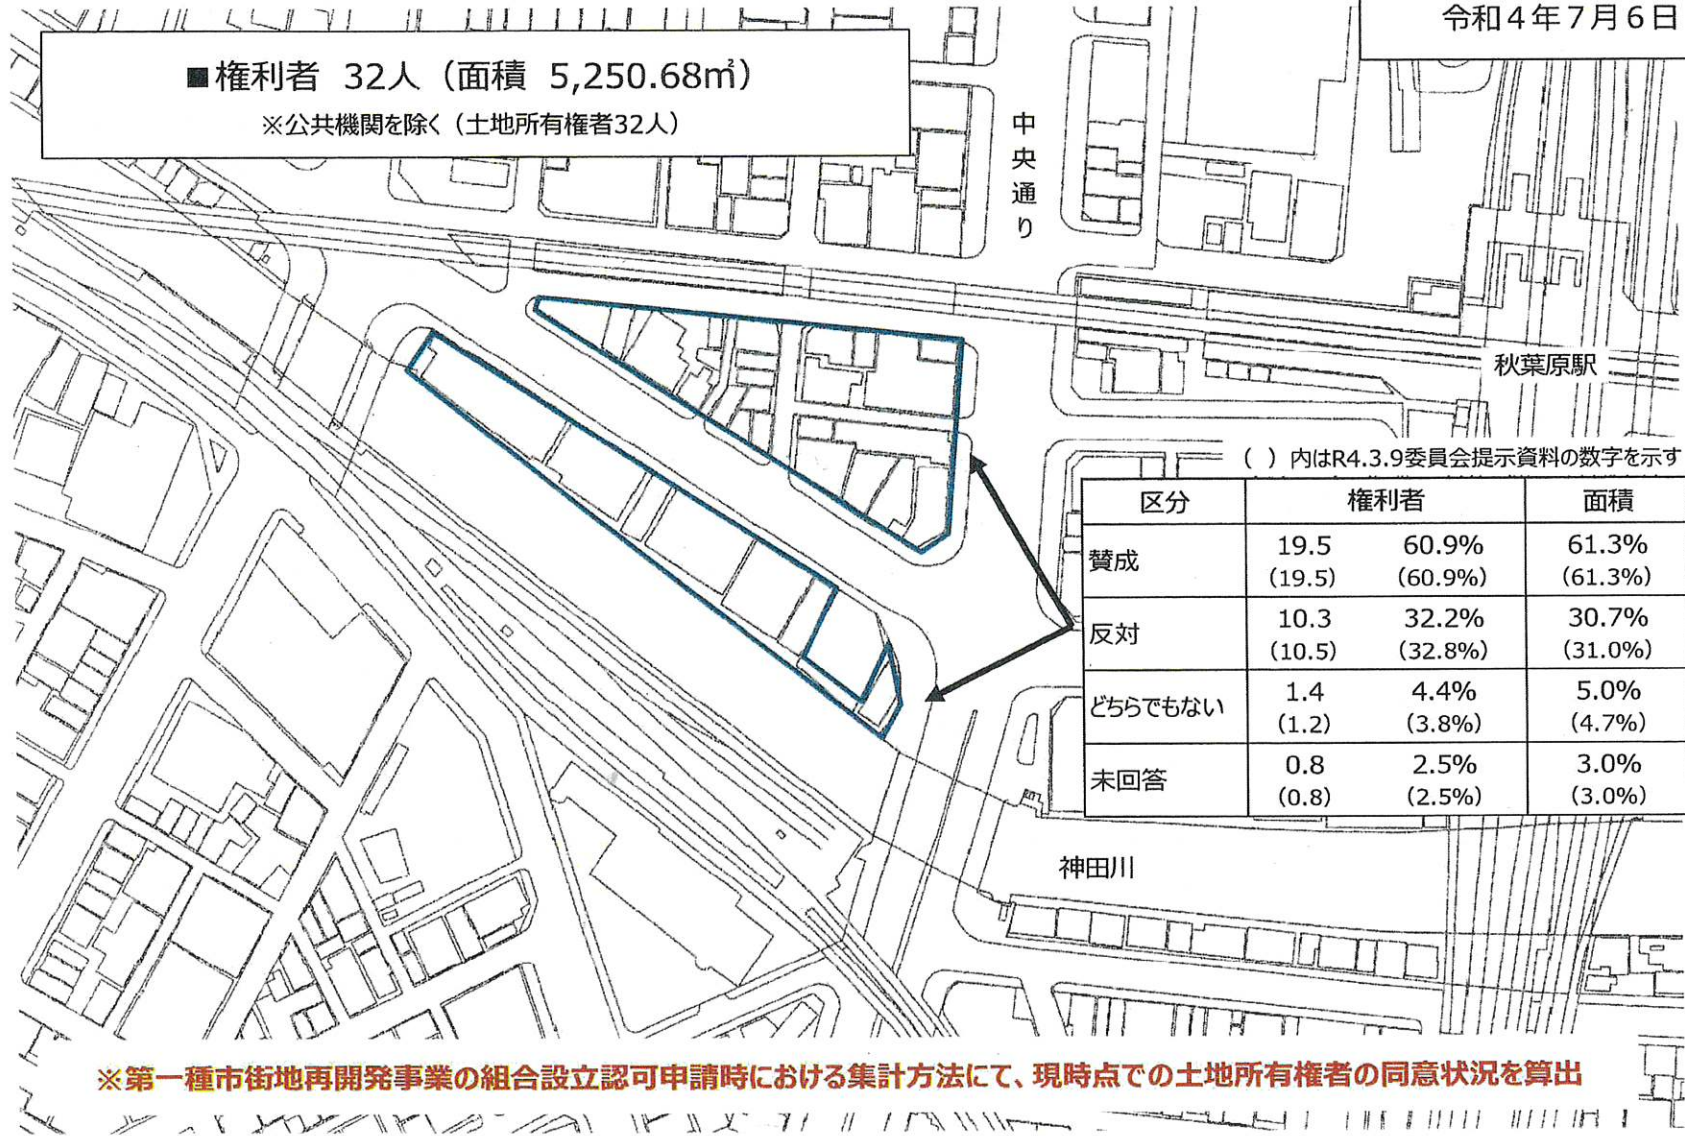 令和4年7月6日
■権利者 32人（面積 5,250.68㎡）
※公共機関を除く（土地所有権者32人）
中央通り
秋葉原駅
（ ）内はR4.3.9委員会提示資料の数字を示す
区分 権利者 面積
賛成 19.5 60.9% 61.3%
(19.5) (60.9%) (61.3%)
反対 10.3 32.2% 30.7%
(10.5) (32.8%) (31.0%)
どちらでもない 1.4 4.4% 5.0%
(1.2) (3.8%) (4.7%)
未回答 0.8 2.5% 3.0%
(0.8) (2.5%) (3.0%)
神田川
※第一種市街地再開発事業の組合設立認可申請時における集計方法にて、現時点での土地所有権者の同意状況を算出